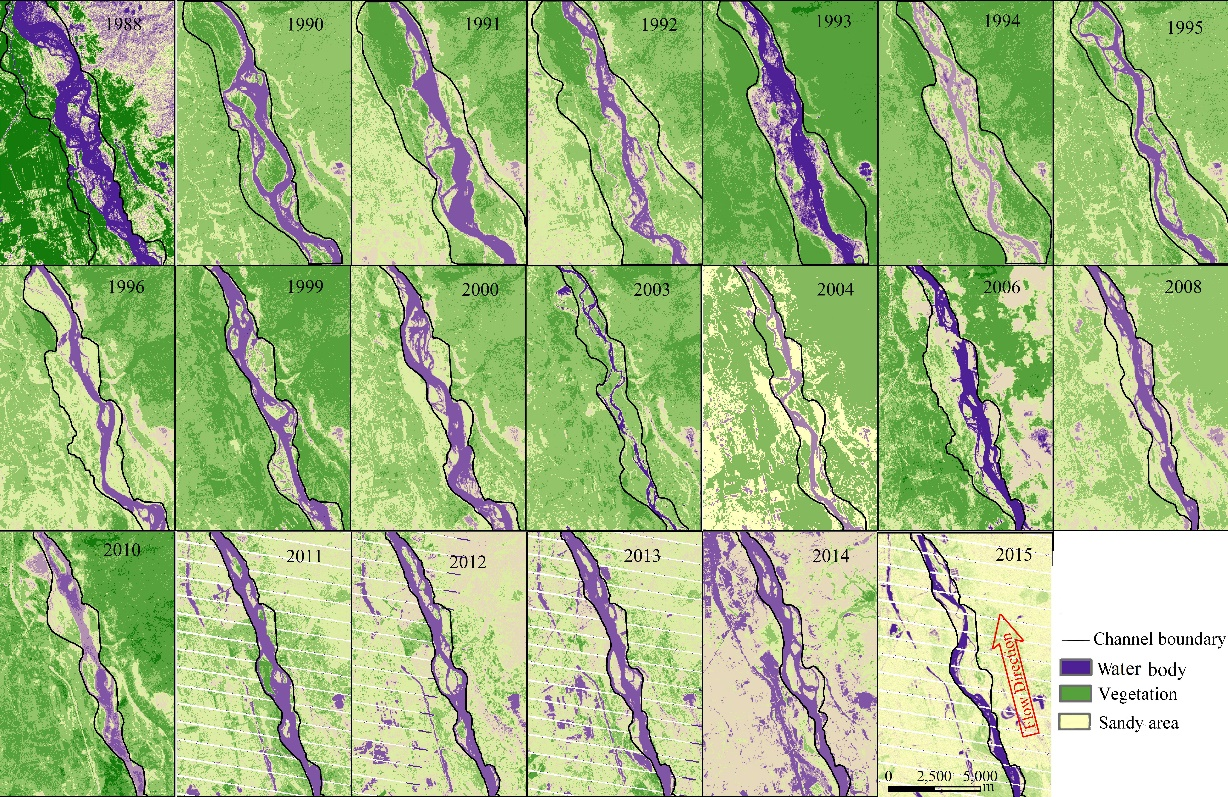 1988
1990
1991
1992
1993
1994
1995
1996
1999
2000
2003
2004
2006
2008
2010
2011
2012
2013
2014
2015
Flow Direction
0 2,500 5,000
m
Channel boundary
Water body
Vegetation
Sandy area